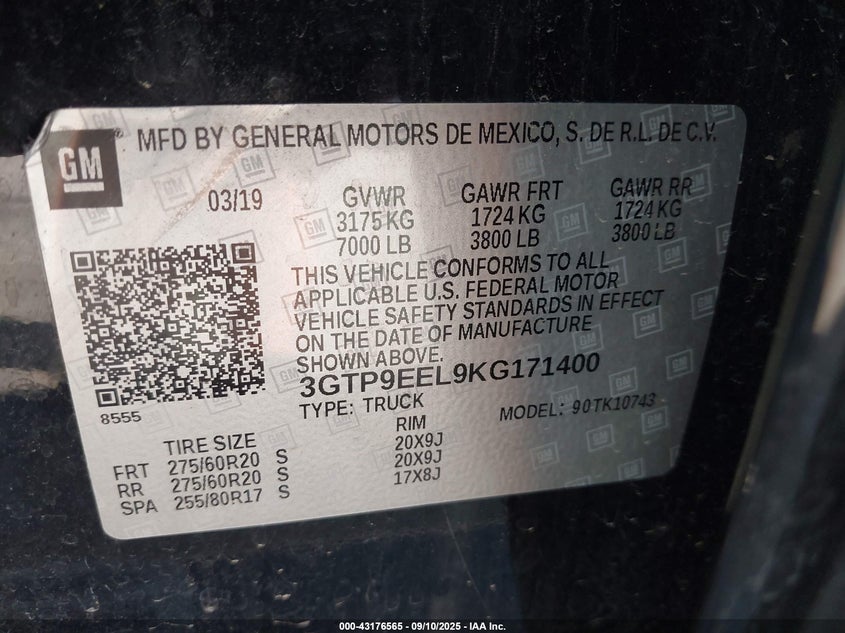 GM
MFD BY GENERAL MOTORS DE MEXICO, S. DE R.L. DE C.V.
03/19
GVWR GAWR FRT GAWR RR
3175 KG 1724 KG 1724 KG
7000 LB 3800 LB 3800 LB
THIS VEHICLE CONFORMS TO ALL
APPLICABLE U.S. FEDERAL MOTOR
VEHICLE SAFETY STANDARDS IN EFFECT
ON THE DATE OF MANUFACTURE
SHOWN ABOVE.
3GTP9EEL9KG171400
8555
TYPE: TRUCK MODEL: 90TK10743
TIRE SIZE RIM
FRT 275/60R20 S 20X9J
RR 275/60R20 S 20X9J
SPA 255/80R17 S 17X8J
000-43176565 - 09/10/2025 - IAA Inc.